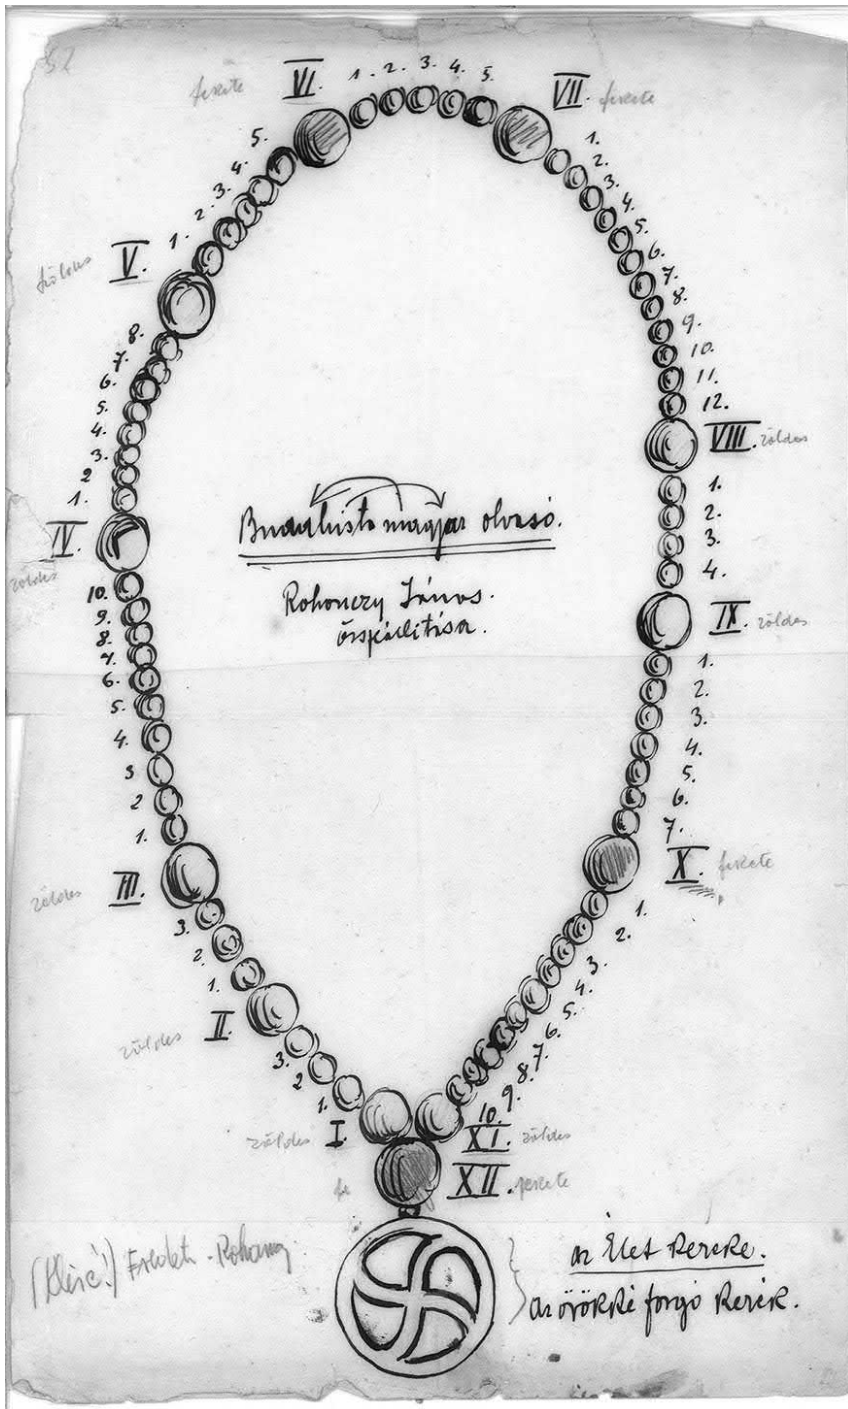 52
fekete VI. 1. 2. 3. 4. 5. VII. fekete
1. 2. 3. 4. 5. 6. 7. 8. 9. 10. 11. 12.
VIII. zöldes
1. 2. 3. 4.
IX. zöldes
1. 2. 3. 4. 5. 6. 7.
X. fekete
1. 2. 3. 4. 5. 6. 7. 8. 9. 10.
XI. zöldes
XII. fekete
fe
zöldes I.
1. 2 3.
zöldes II.
1. 2. 3.
zöldes III.
1. 2 3 4. 5. 6. 7. 8. 9. 10.
zöldes IV.
1. 2 3. 4. 5. 6. 7. 8.
zöldes V.
1. 2. 3. 4. 5.
Buddhista magyar olvasó.
Rohonczy János.
összeállitása.
az Élet kereke.
az örökké forgó kerék.